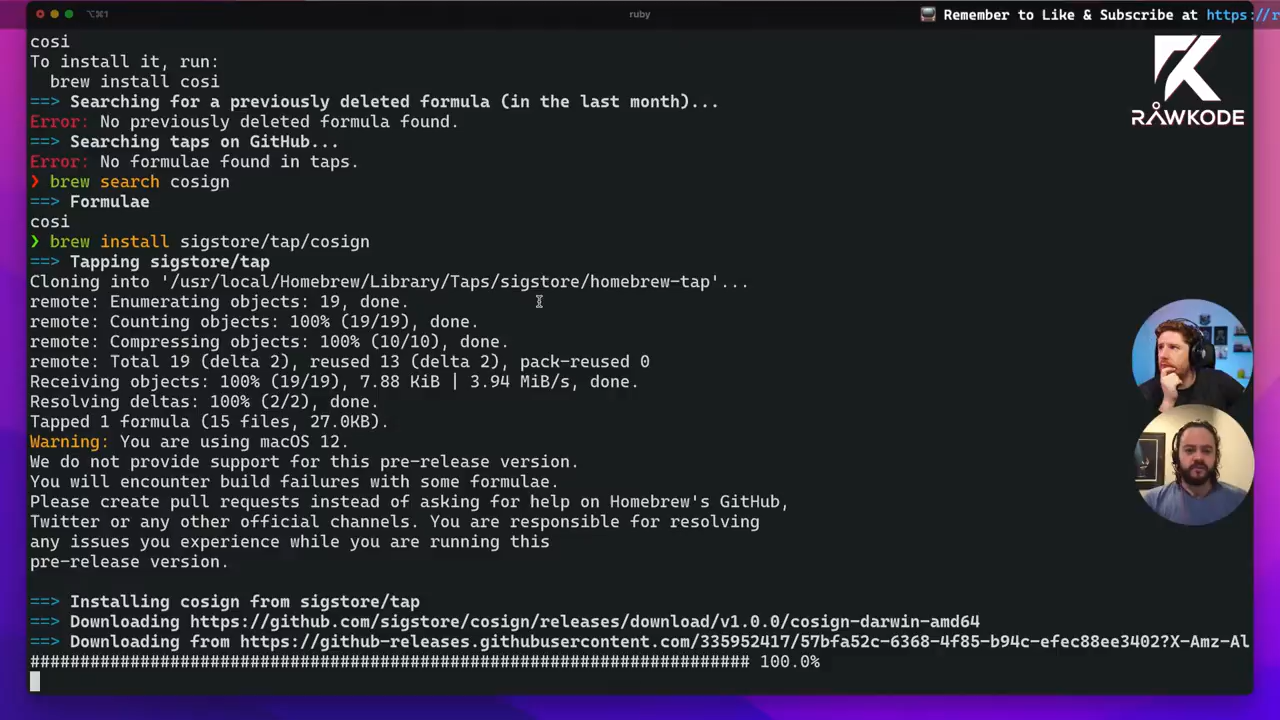 ⌥⌘1
ruby
Remember to Like & Subscribe at https://r
cosi
To install it, run:
  brew install cosi
==> Searching for a previously deleted formula (in the last month)...
Error: No previously deleted formula found.
==> Searching taps on GitHub...
Error: No formulae found in taps.
❯ brew search cosign
==> Formulae
cosi
❯ brew install sigstore/tap/cosign
==> Tapping sigstore/tap
Cloning into '/usr/local/Homebrew/Library/Taps/sigstore/homebrew-tap'...
remote: Enumerating objects: 19, done.
remote: Counting objects: 100% (19/19), done.
remote: Compressing objects: 100% (10/10), done.
remote: Total 19 (delta 2), reused 13 (delta 2), pack-reused 0
Receiving objects: 100% (19/19), 7.88 KiB | 3.94 MiB/s, done.
Resolving deltas: 100% (2/2), done.
Tapped 1 formula (15 files, 27.0KB).
Warning: You are using macOS 12.
We do not provide support for this pre-release version.
You will encounter build failures with some formulae.
Please create pull requests instead of asking for help on Homebrew's GitHub,
Twitter or any other official channels. You are responsible for resolving
any issues you experience while you are running this
pre-release version.
==> Installing cosign from sigstore/tap
==> Downloading https://github.com/sigstore/cosign/releases/download/v1.0.0/cosign-darwin-amd64
==> Downloading from https://github-releases.githubusercontent.com/335952417/57bfa52c-6368-4f85-b94c-efec88ee3402?X-Amz-Al
######################################################################## 100.0%
RÅWKODE